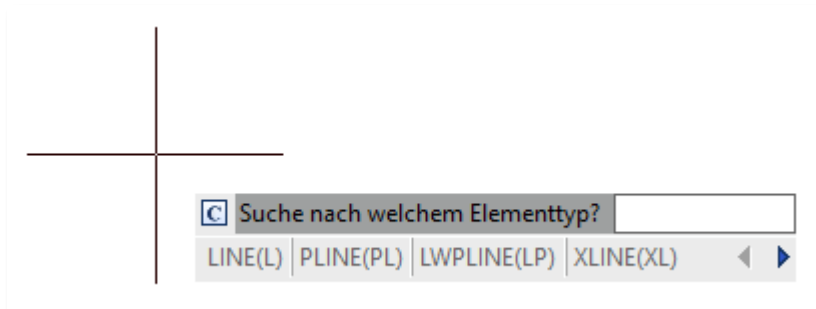 C Suche nach welchem Elementtyp?
LINE(L) PLINE(PL) LWPLINE(LP) XLINE(XL)